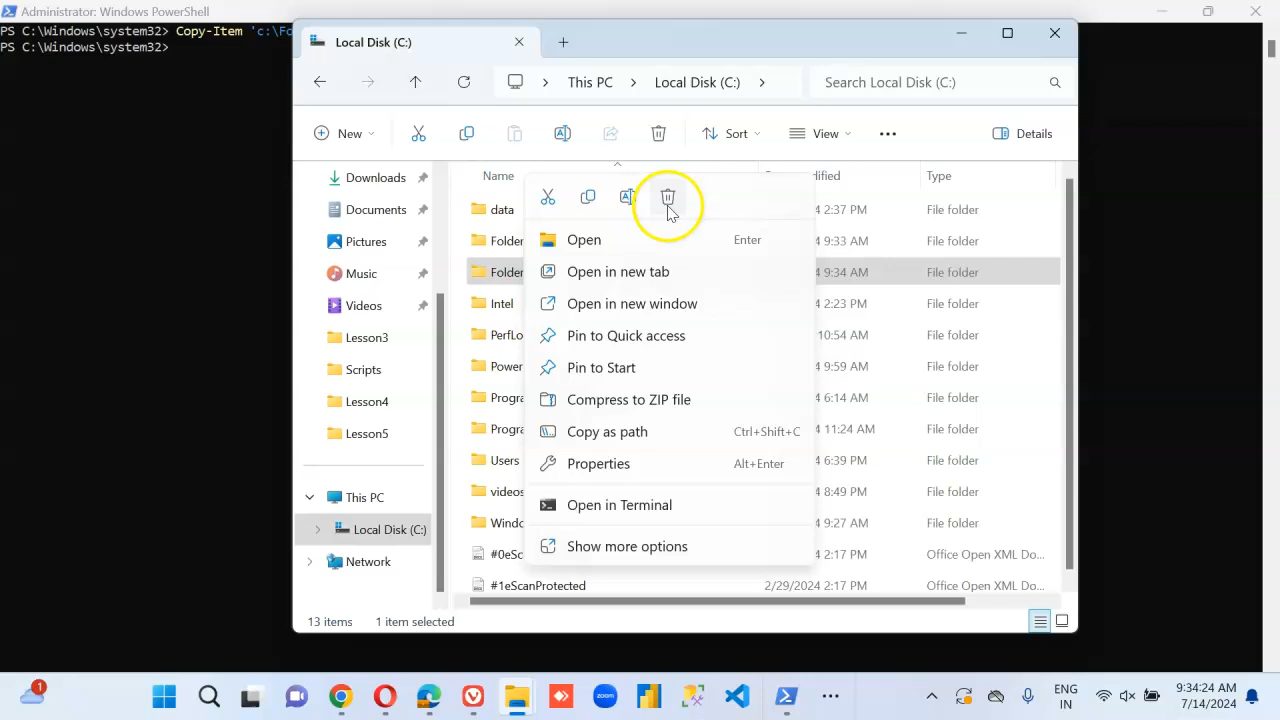 Administrator: Windows PowerShell
PS C:\Windows\system32> Copy-Item 'c:\Fo
PS C:\Windows\system32>
Local Disk (C:)
This PC > Local Disk (C:) >
Search Local Disk (C:)
New
Sort
View
Details
Downloads
Documents
Pictures
Music
Videos
Lesson3
Scripts
Lesson4
Lesson5
This PC
Local Disk (C:)
Network
Name
Type
data 4 2:37 PM File folder
Folder 4 9:33 AM File folder
Folder 4 9:34 AM File folder
Intel 4 2:23 PM File folder
PerfLo 10:54 AM File folder
Power 4 9:59 AM File folder
Progra 4 6:14 AM File folder
Progra 4 11:24 AM File folder
Users 4 6:39 PM File folder
videos 4 8:49 PM File folder
Windo 4 9:27 AM File folder
#0eSca 4 2:17 PM Office Open XML Do...
#1eScanProtected 2/29/2024 2:17 PM Office Open XML Do...
Open Enter
Open in new tab
Open in new window
Pin to Quick access
Pin to Start
Compress to ZIP file
Copy as path Ctrl+Shift+C
Properties Alt+Enter
Open in Terminal
Show more options
13 items 1 item selected
1
zoom
ENG
IN
9:34:24 AM
7/14/2024